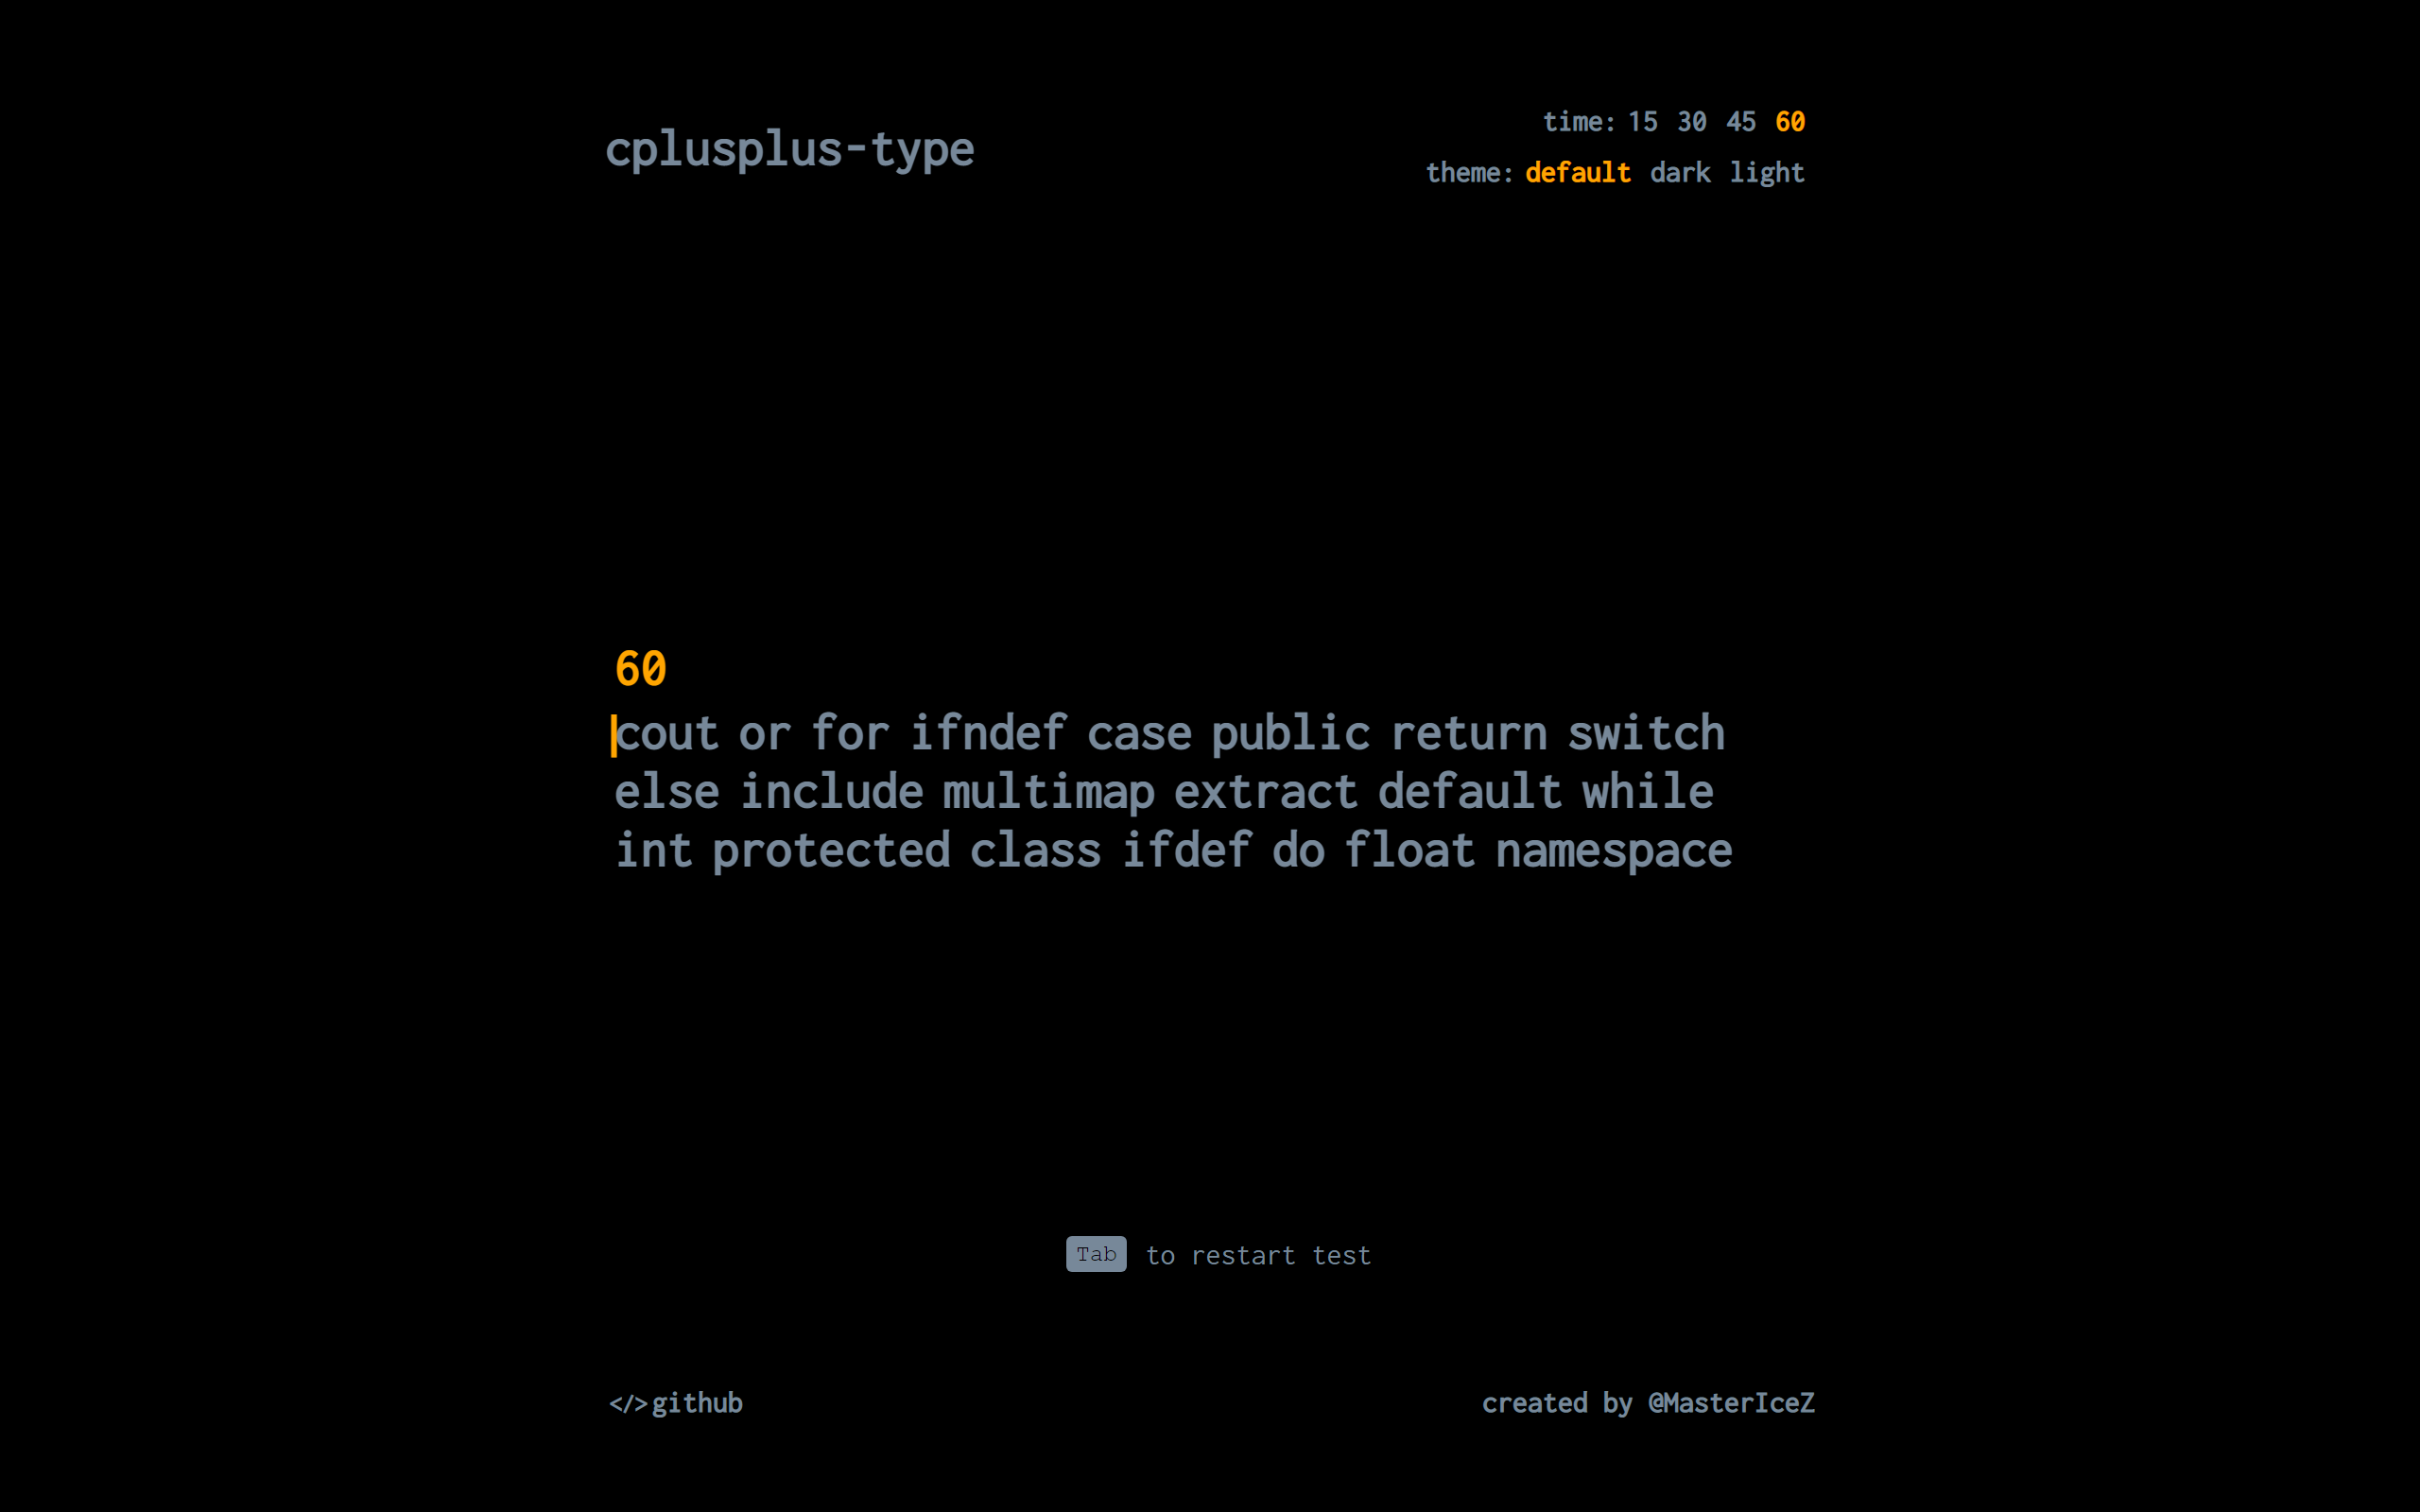 cplusplus-type
time: 15 30 45 60
theme: default dark light
60
cout or for ifndef case public return switch
else include multimap extract default while
int protected class ifdef do float namespace
Tab to restart test
</>github
created by @MasterIceZ